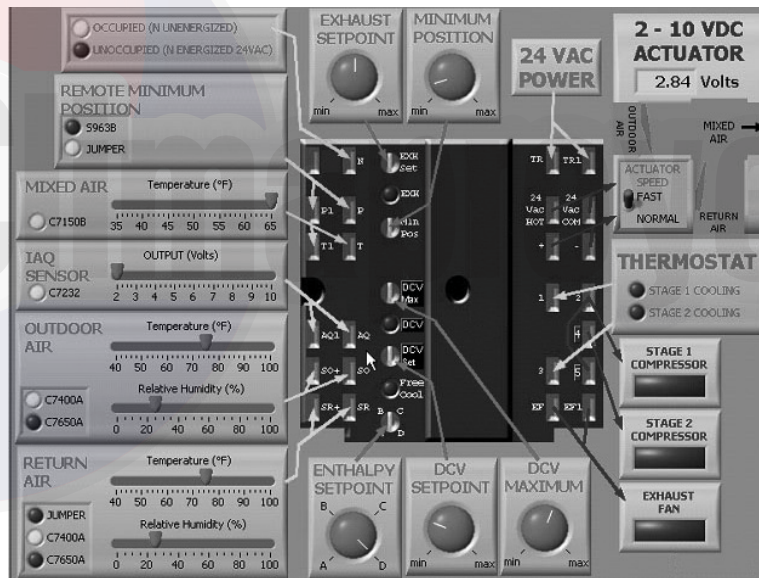 OCCUPIED (N UNENERGIZED)
UNOCCUPIED (N ENERGIZED 24VAC)
REMOTE MINIMUM
POSITION
S963B
JUMPER
MIXED AIR
Temperature (°F)
C7150B
35 40 45 50 55 60 65
IAQ
SENSOR
OUTPUT (Volts)
C7232
2 3 4 5 6 7 8 9 10
OUTDOOR
AIR
Temperature (°F)
40 50 60 70 80 90 100
Relative Humidity (%)
C7400A
C7650A
0 20 40 60 80 100
RETURN
AIR
Temperature (°F)
40 50 60 70 80 90 100
JUMPER
C7400A
C7650A
Relative Humidity (%)
0 20 40 60 80 100
EXHAUST
SETPOINT
min max
MINIMUM
POSITION
min max
24 VAC
POWER
2 - 10 VDC
ACTUATOR
2.84 Volts
OUTDOOR
AIR
MIXED
AIR
ACTUATOR
SPEED
FAST
NORMAL
RETURN
AIR
THERMOSTAT
STAGE 1 COOLING
STAGE 2 COOLING
STAGE 1
COMPRESSOR
STAGE 2
COMPRESSOR
EXHAUST
FAN
N
P1 P
T1 T
AQ1 AQ
SO+ SO
SR+ SR
EXH
Set
EXH
Min
Pos
DCV
Max
DCV
DCV
Set
Free
Cool
B C
D
TR TR1
24
Vac
HOT
24
Vac
COM
+ -
1 2
4
3 5
EF EF1
ENTHALPY
SETPOINT
B C
A D
DCV
SETPOINT
min max
DCV
MAXIMUM
min max